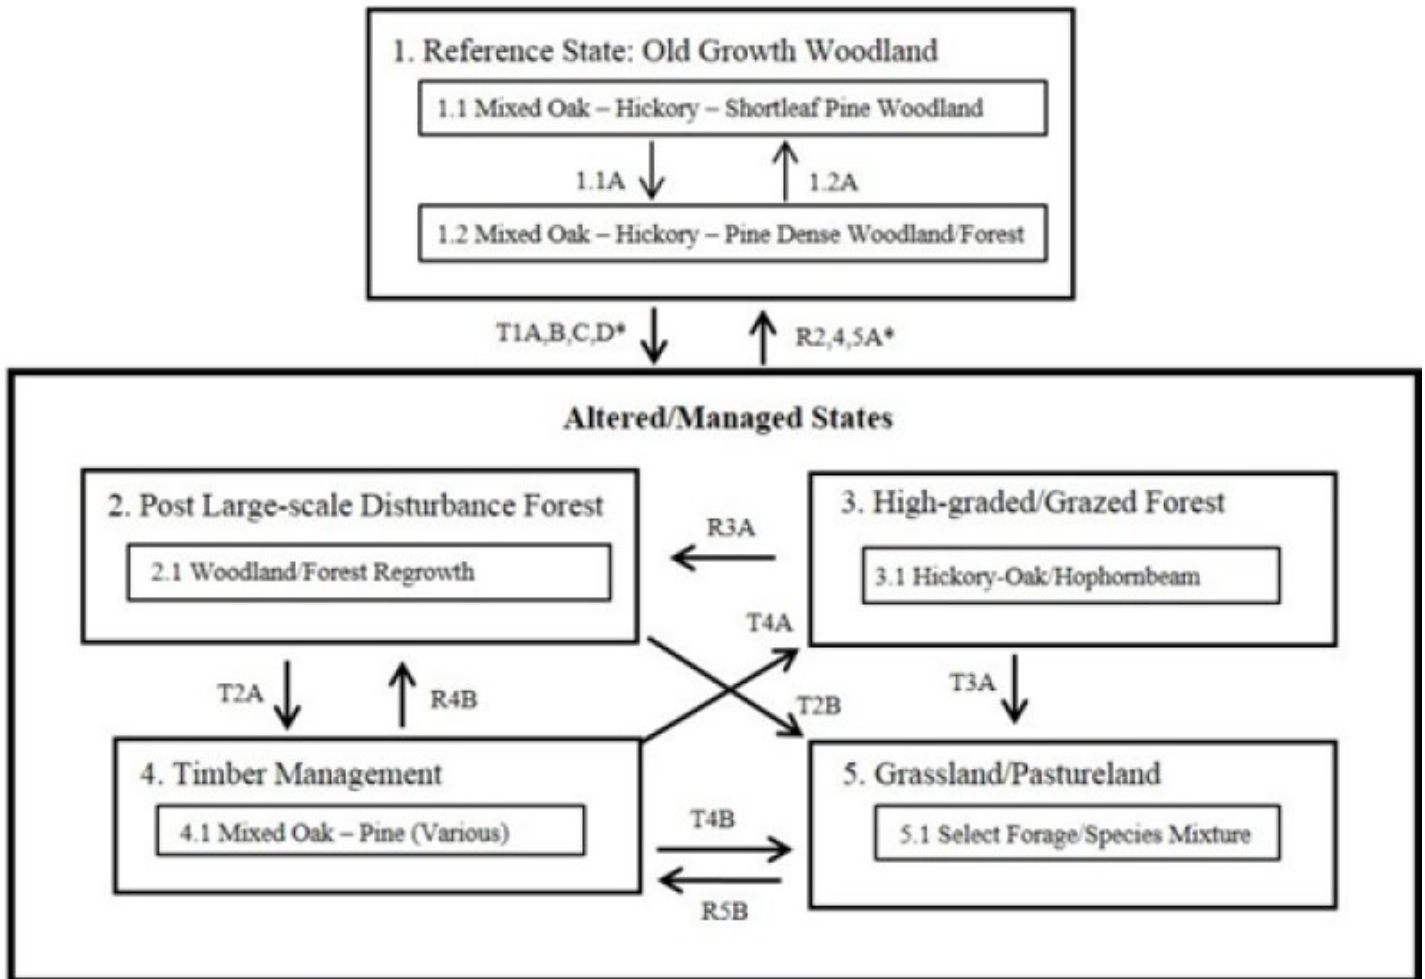 1. Reference State: Old Growth Woodland
1.1 Mixed Oak – Hickory – Shortleaf Pine Woodland
1.1A
1.2A
1.2 Mixed Oak – Hickory – Pine Dense Woodland/Forest
T1A,B,C,D*
R2,4,5A*
Altered/Managed States
2. Post Large-scale Disturbance Forest
2.1 Woodland/Forest Regrowth
R3A
3. High-graded/Grazed Forest
3.1 Hickory-Oak/Hophornbeam
T4A
T2A
R4B
T2B
T3A
4. Timber Management
4.1 Mixed Oak – Pine (Various)
T4B
R5B
5. Grassland/Pastureland
5.1 Select Forage/Species Mixture